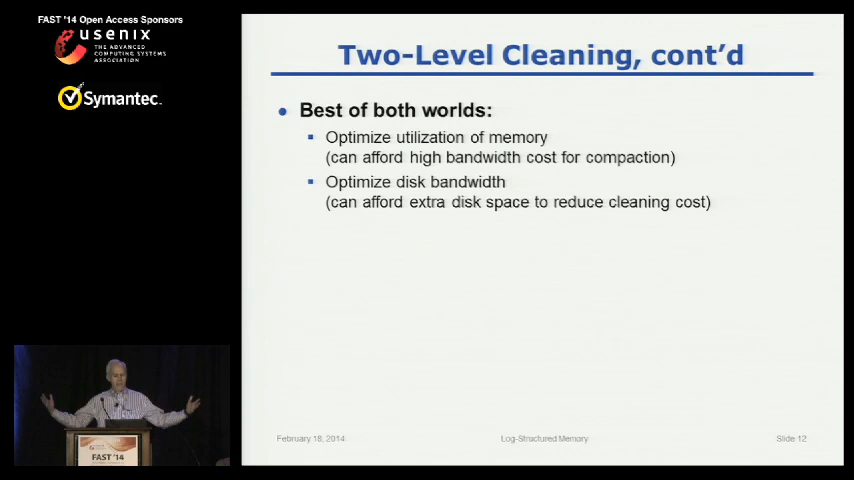 FAST '14 Open Access Sponsors
usenix
THE ADVANCED
COMPUTING SYSTEMS
ASSOCIATION
Symantec.
Two-Level Cleaning, cont'd
Best of both worlds:
Optimize utilization of memory
(can afford high bandwidth cost for compaction)
Optimize disk bandwidth
(can afford extra disk space to reduce cleaning cost)
February 18, 2014
Log-Structured Memory
Slide 12
FAST '14